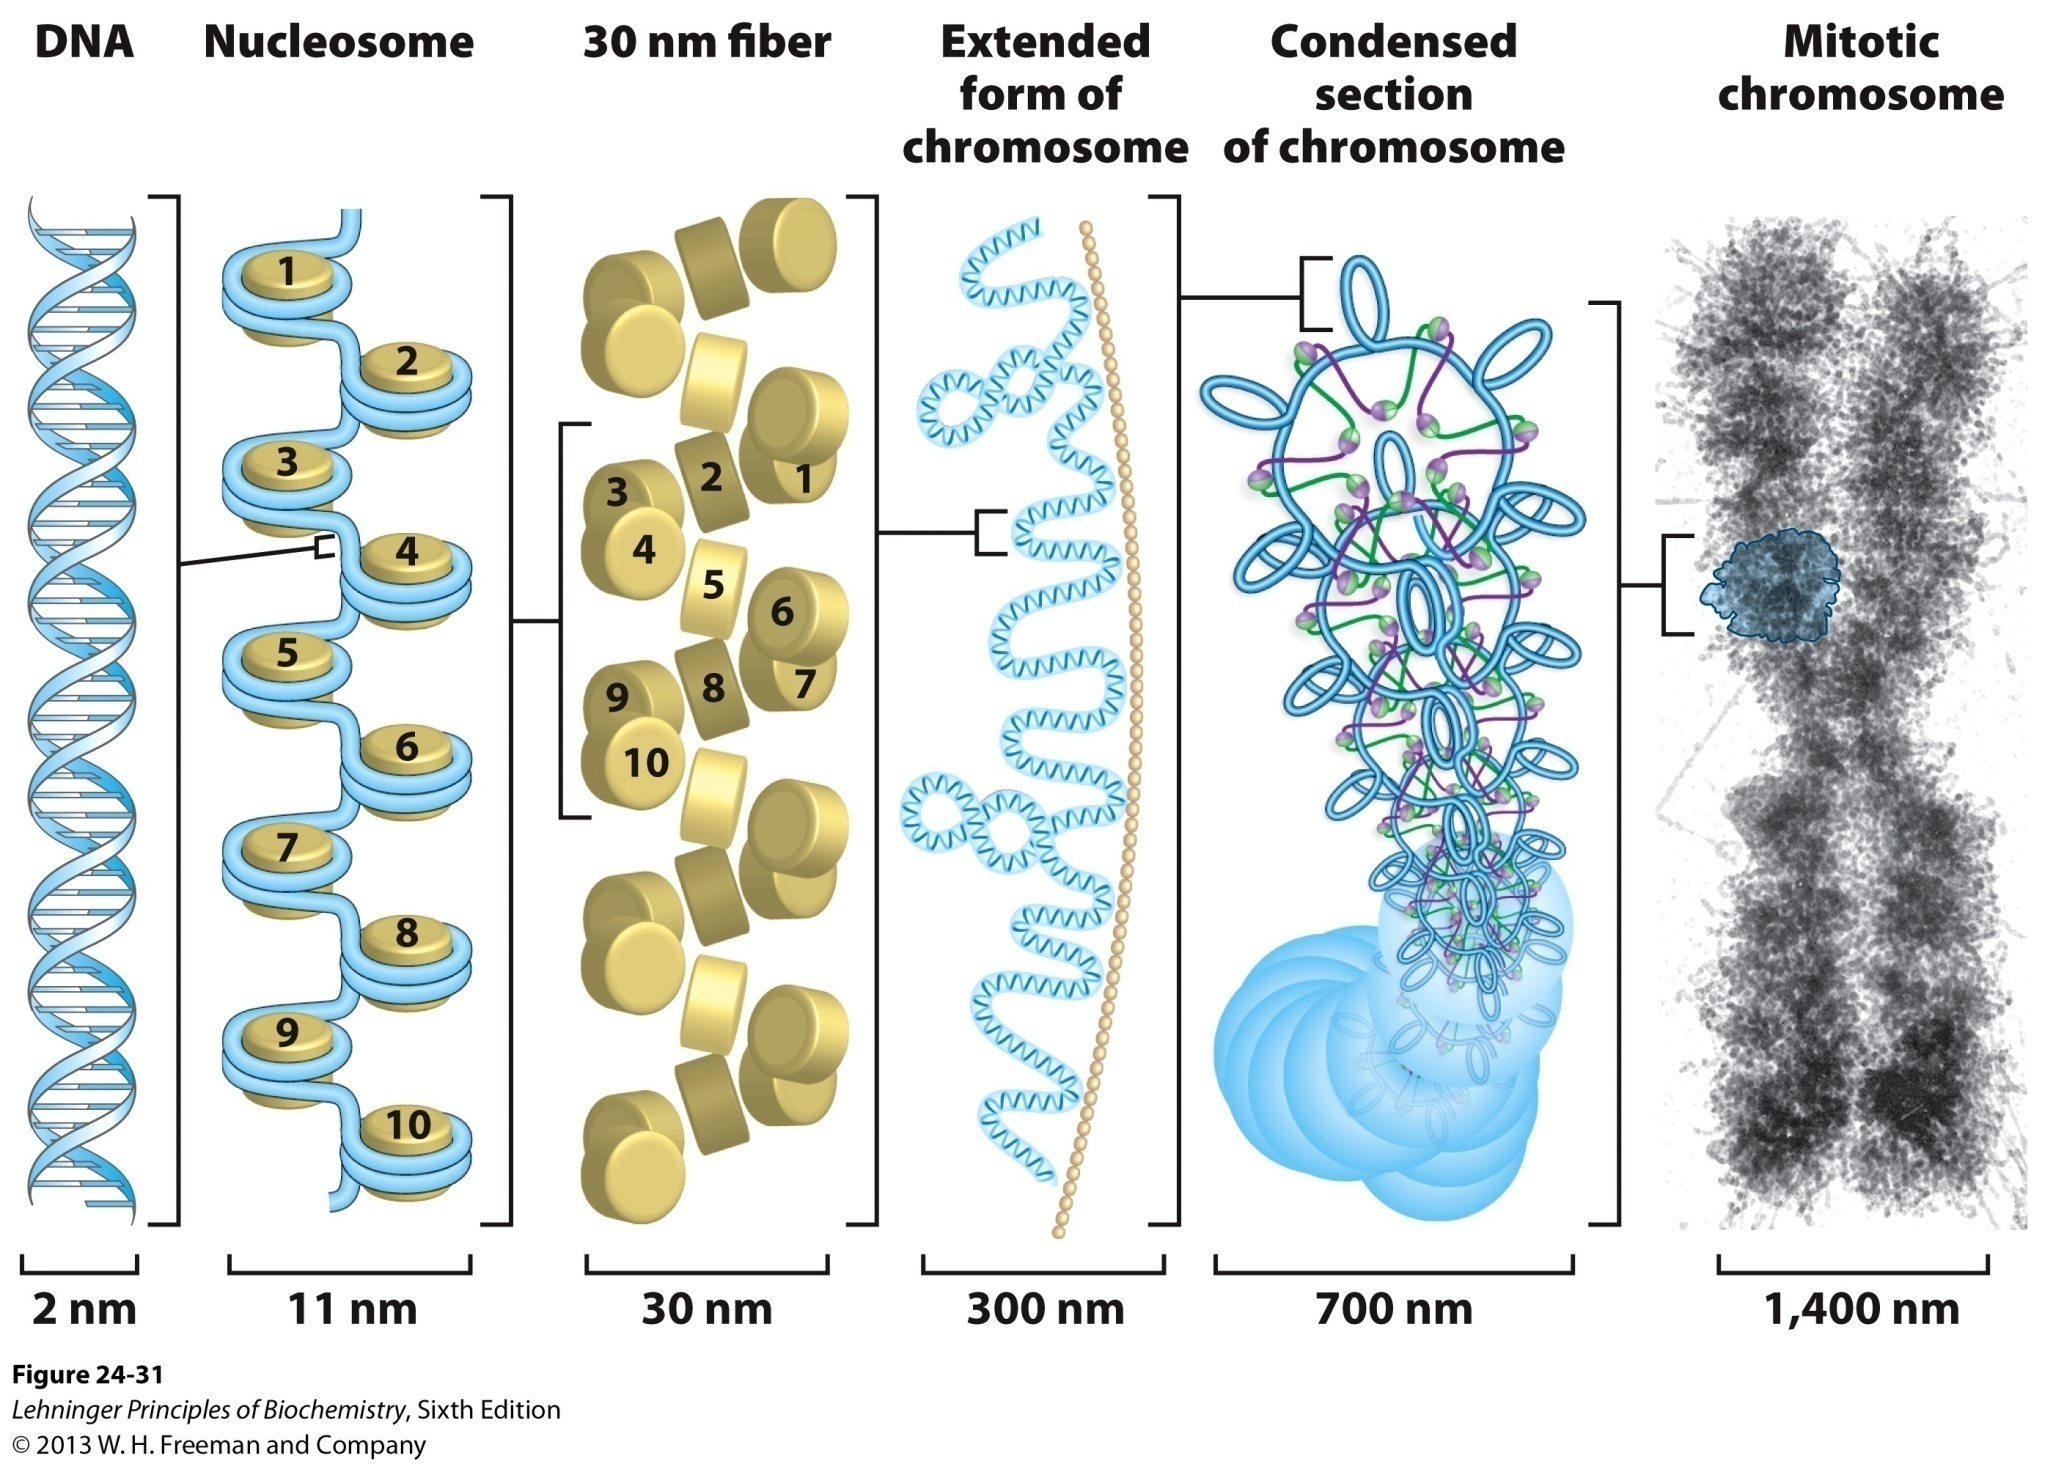 DNA
Nucleosome
30 nm fiber
Extended
form of
chromosome
Condensed
section
of chromosome
Mitotic
chromosome
1
2
3
4
5
6
7
8
9
10
2
1
3
4
5
6
7
8
9
10
2 nm
11 nm
30 nm
300 nm
700 nm
1,400 nm
Figure 24-31
Lehninger Principles of Biochemistry, Sixth Edition
© 2013 W. H. Freeman and Company